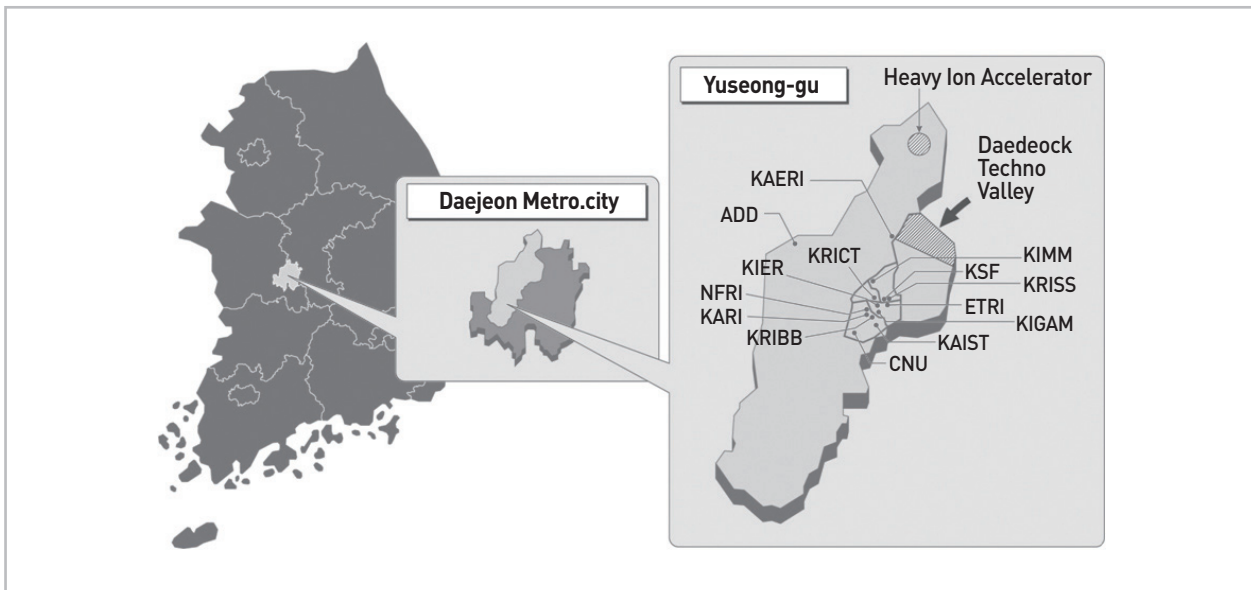 Daejeon Metro.city
Yuseong-gu
Heavy Ion Accelerator
Daedeock
Techno
Valley
KAERI
ADD
KRICT
KIER
NFRI
KARI
KRIBB
KIMM
KSF
KRISS
ETRI
KIGAM
KAIST
CNU